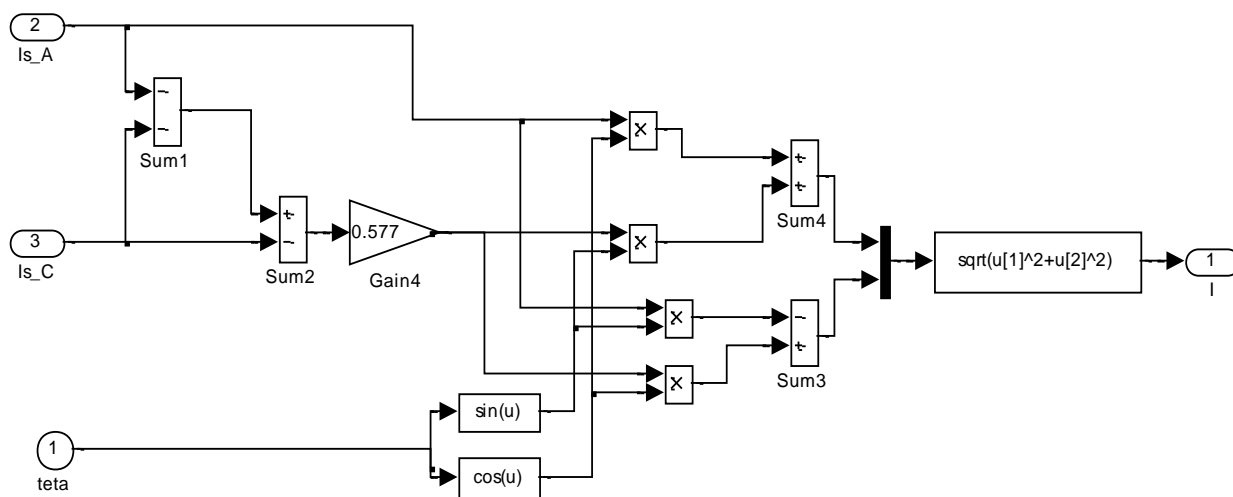 2
Is_A
3
Is_C
1
teta
−
−
Sum1
+
−
Sum2
0.577
Gain4
sin(u)
cos(u)
×
×
×
×
+
+
Sum4
−
+
Sum3
sqrt(u[1]^2+u[2]^2)
1
I